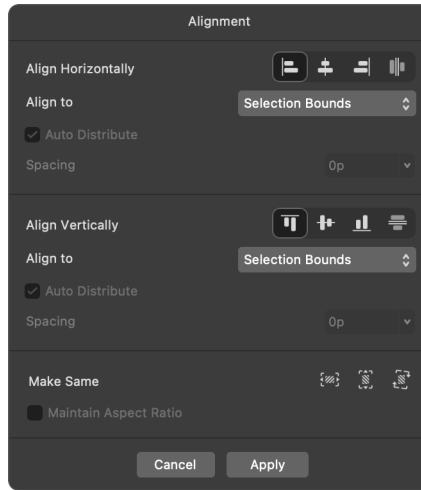 Alignment
Align Horizontally
Align to
Selection Bounds
Auto Distribute
Spacing
0p
Align Vertically
Align to
Selection Bounds
Auto Distribute
Spacing
0p
Make Same
Maintain Aspect Ratio
Cancel
Apply